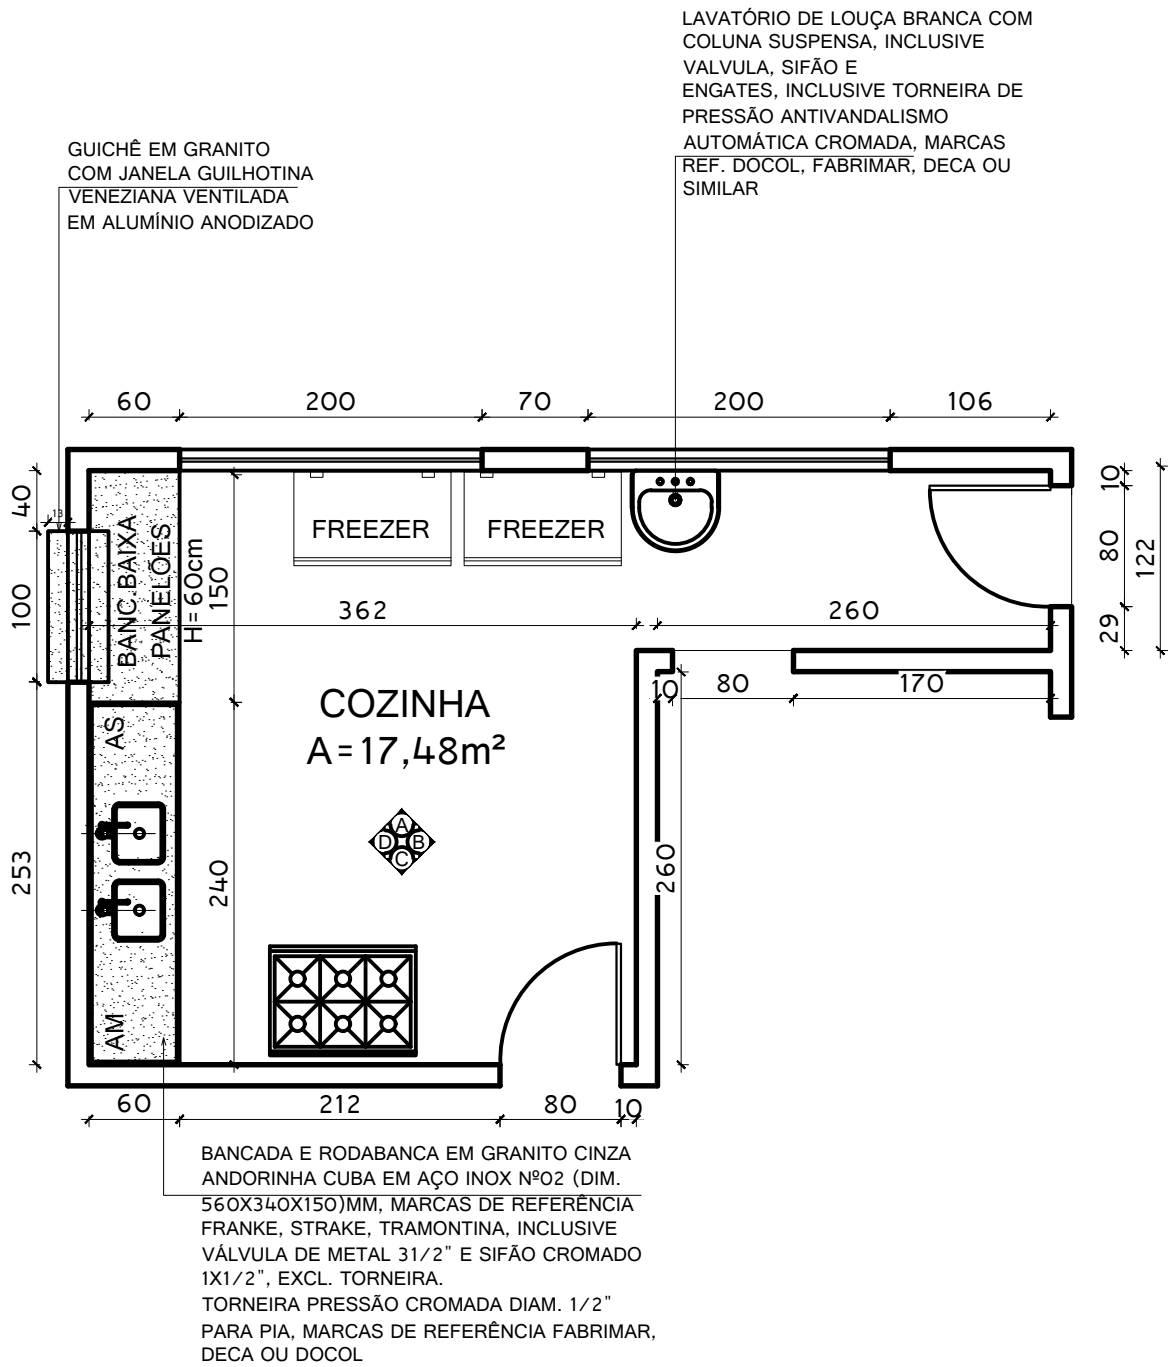 LAVATÓRIO DE LOUÇA BRANCA COM
COLUNA SUSPENSA, INCLUSIVE
VALVULA, SIFÃO E
ENGATES, INCLUSIVE TORNEIRA DE
PRESSÃO ANTIVANDALISMO
AUTOMÁTICA CROMADA, MARCAS
REF. DOCOL, FABRIMAR, DECA OU
SIMILAR
GUICHÊ EM GRANITO
COM JANELA GUILHOTINA
VENEZIANA VENTILADA
EM ALUMÍNIO ANODIZADO
60 200 70 200 106
40
13
100
253
BANC.BAIXA
PANELÕES
H=60cm
150
FREEZER
FREEZER
10
80
29
122
362
260
10 80 170
COZINHA
A=17,48m²
A
D B
C
AS
AM
240
260
60 212 80 10
BANCADA E RODABANCA EM GRANITO CINZA
ANDORINHA CUBA EM AÇO INOX Nº02 (DIM.
560X340X150)MM, MARCAS DE REFERÊNCIA
FRANKE, STRAKE, TRAMONTINA, INCLUSIVE
VÁLVULA DE METAL 31/2" E SIFÃO CROMADO
1X1/2", EXCL. TORNEIRA.
TORNEIRA PRESSÃO CROMADA DIAM. 1/2"
PARA PIA, MARCAS DE REFERÊNCIA FABRIMAR,
DECA OU DOCOL